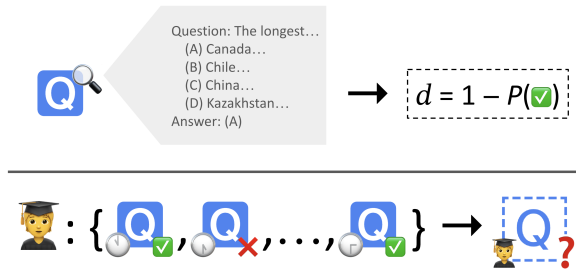 Question: The longest…
(A) Canada…
(B) Chile…
(C) China…
(D) Kazakhstan…
Answer: (A)
Q
d = 1 – P(✅)
: { Q ✅, Q ❌, …, Q ✅ }
Q ?